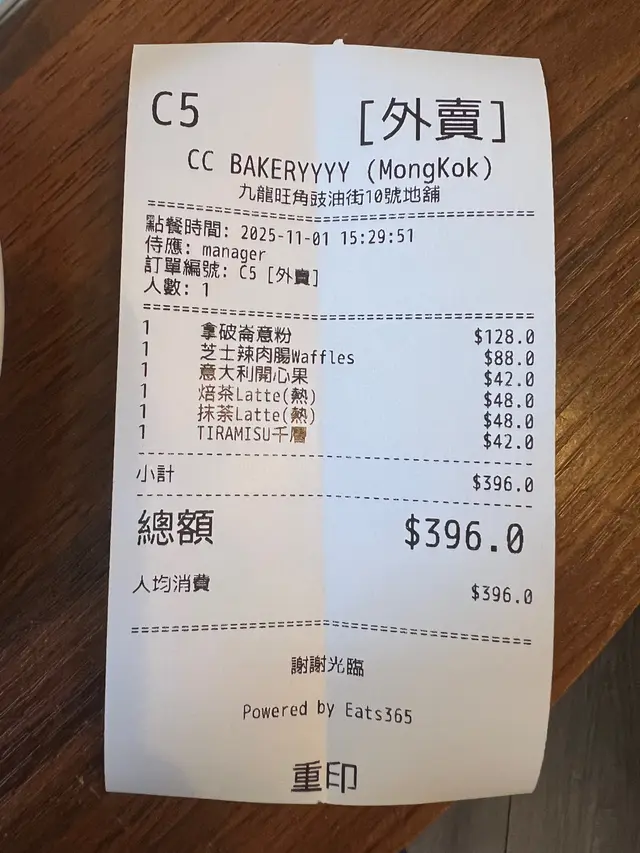 C5 [外賣]
CC BAKERYYYY (MongKok)
九龍旺角豉油街10號地舖
點餐時間: 2025-11-01 15:29:51
侍應: manager
訂單編號: C5 [外賣]
人數: 1
1 拿破崙意粉 $128.0
1 芝士辣肉腸Waffles $88.0
1 意大利開心果 $42.0
1 焙茶Latte(熱) $48.0
1 抹茶Latte(熱) $48.0
1 TIRAMISU千層 $42.0
小計 $396.0
總額 $396.0
人均消費 $396.0
謝謝光臨
Powered by Eats365
重印